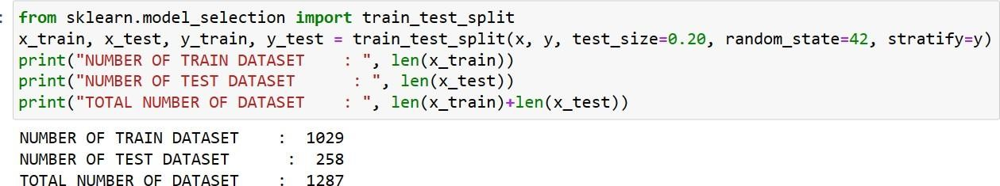 from sklearn.model_selection import train_test_split
x_train, x_test, y_train, y_test = train_test_split(x, y, test_size=0.20, random_state=42, stratify=y)
print("NUMBER OF TRAIN DATASET    : ", len(x_train))
print("NUMBER OF TEST DATASET      : ", len(x_test))
print("TOTAL NUMBER OF DATASET    : ", len(x_train)+len(x_test))
NUMBER OF TRAIN DATASET    :  1029
NUMBER OF TEST DATASET      :  258
TOTAL NUMBER OF DATASET    :  1287